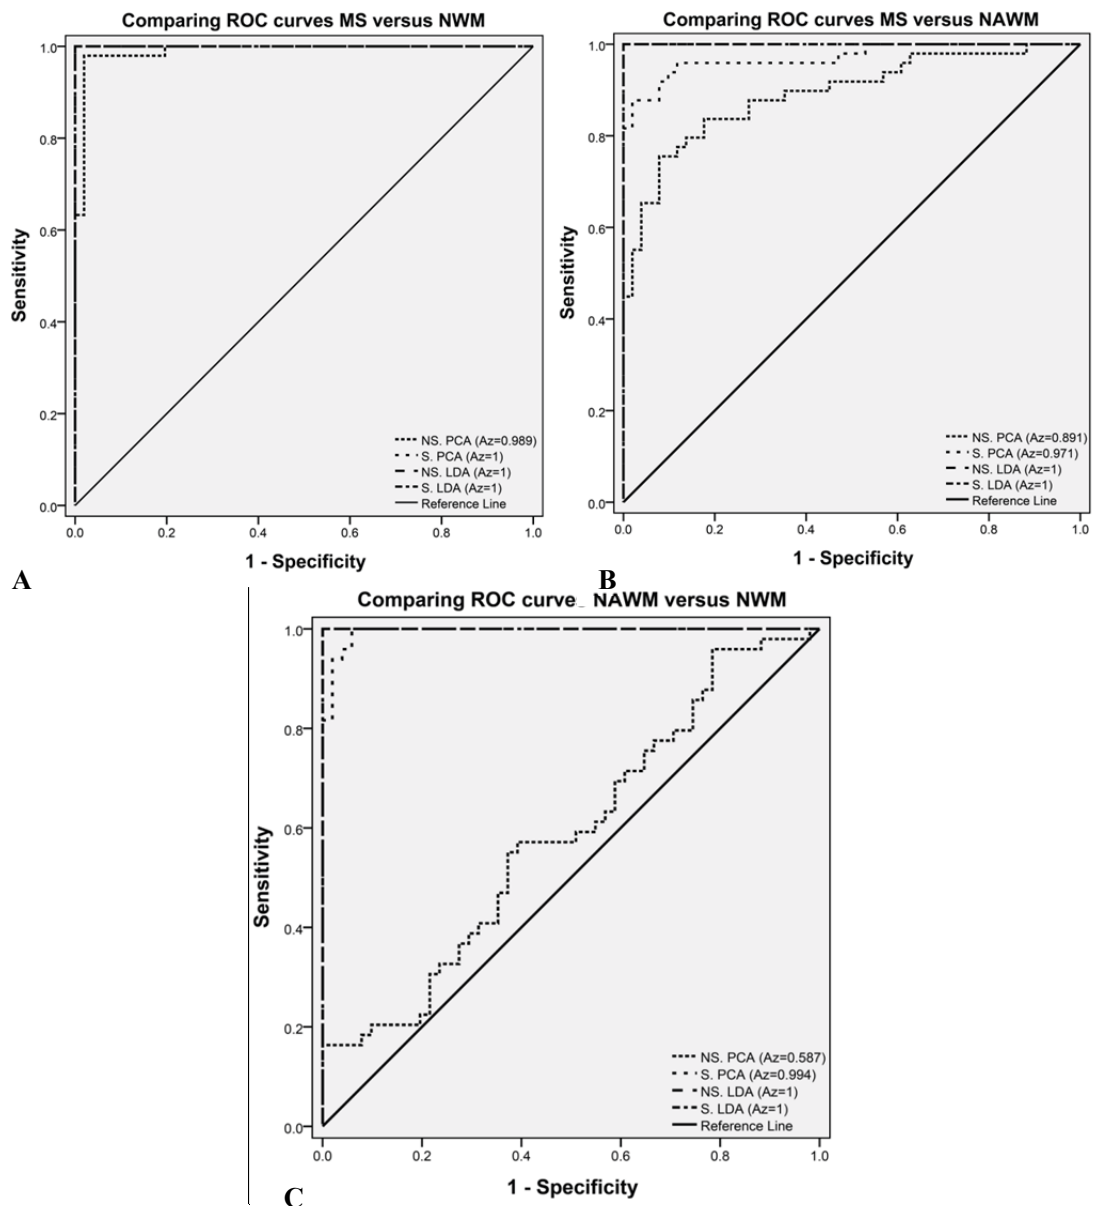 Comparing ROC curves MS versus NWM
1.0
0.8
0.6
0.4
0.2
0.0
Sensitivity
NS. PCA (Az=0.989)
S. PCA (Az=1)
NS. LDA (Az=1)
S. LDA (Az=1)
Reference Line
0.0 0.2 0.4 0.6 0.8 1.0
1 - Specificity
A
Comparing ROC curves MS versus NAWM
1.0
0.8
0.6
0.4
0.2
0.0
Sensitivity
NS. PCA (Az=0.891)
S. PCA (Az=0.971)
NS. LDA (Az=1)
S. LDA (Az=1)
Reference Line
0.0 0.2 0.4 0.6 0.8 1.0
1 - Specificity
B
Comparing ROC curve NAWM versus NWM
1.0
0.8
0.6
0.4
0.2
0.0
Sensitivity
NS. PCA (Az=0.587)
S. PCA (Az=0.994)
NS. LDA (Az=1)
S. LDA (Az=1)
Reference Line
0.0 0.2 0.4 0.6 0.8 1.0
1 - Specificity
C